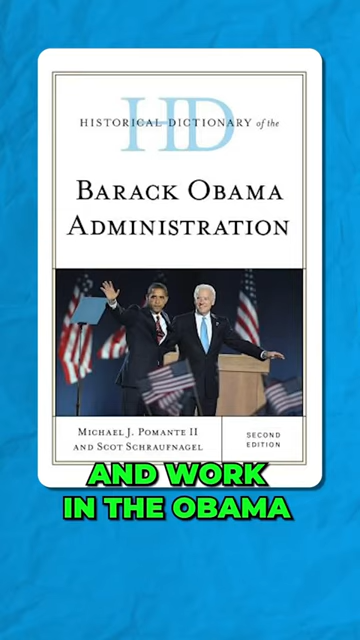 HD
HISTORICAL DICTIONARY of the
BARACK OBAMA
ADMINISTRATION
MICHAEL J. POMANTE II
AND SCOT SCHRAUFNAGEL
SECOND
EDITION
AND WORK
IN THE OBAMA